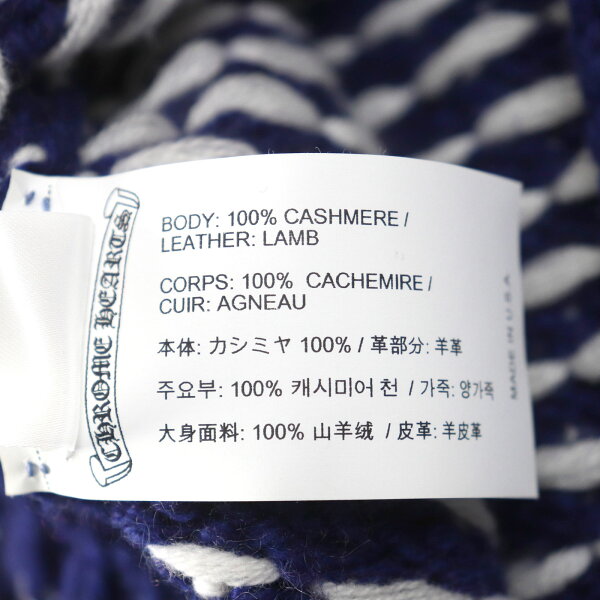 CHROME HEARTS
BODY: 100% CASHMERE /
LEATHER: LAMB
CORPS: 100% CACHEMIRE /
CUIR: AGNEAU
本体: カシミヤ 100% / 革部分: 羊革
주요부: 100% 캐시미어 천 / 가죽: 양가죽
大身面料: 100% 山羊绒 / 皮革: 羊皮革
MADE IN U.S.A